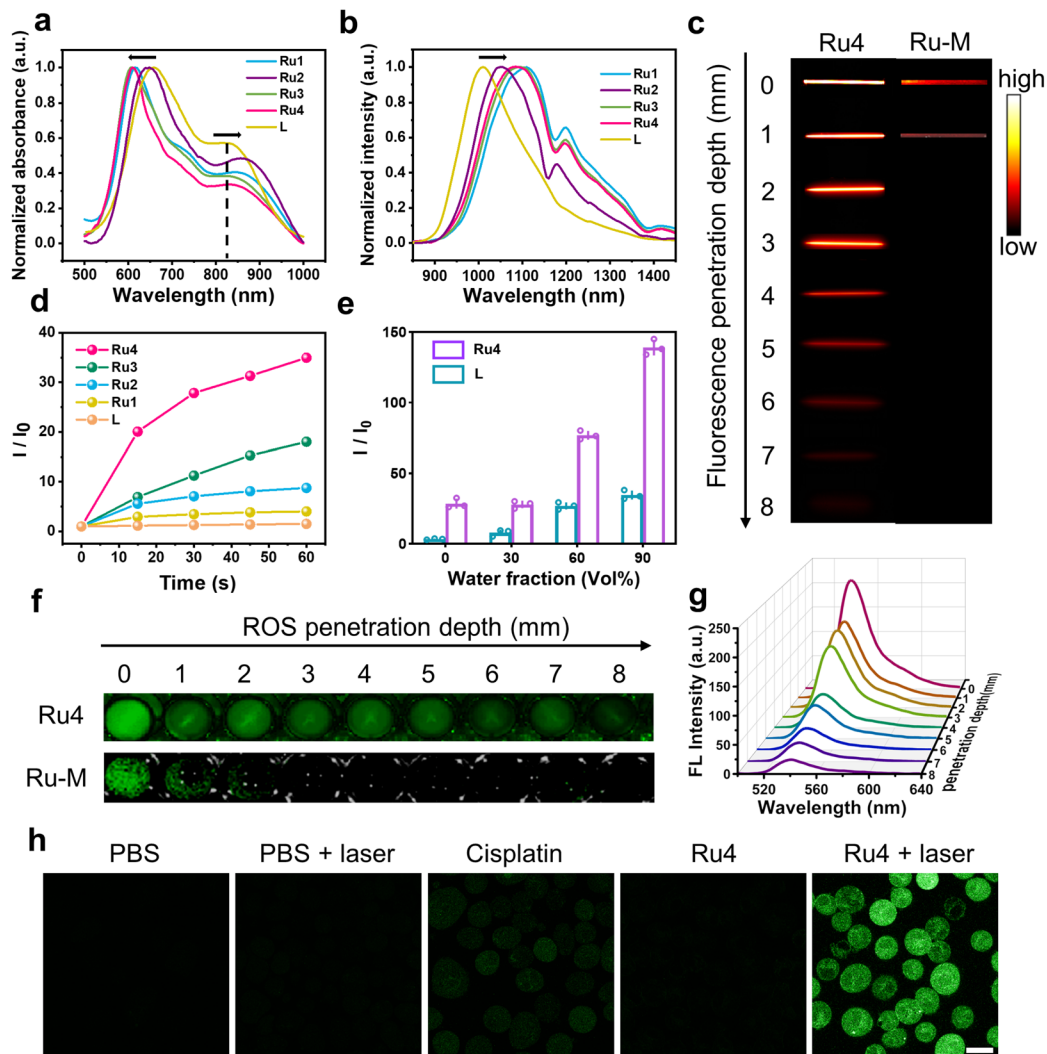 a
Normalized absorbance (a.u.)
1.0
0.8
0.6
0.4
0.2
0.0
Ru1
Ru2
Ru3
Ru4
L
500 600 700 800 900 1000
Wavelength (nm)
b
Normalized intensity (a.u.)
1.0
0.8
0.6
0.4
0.2
0.0
Ru1
Ru2
Ru3
Ru4
L
900 1000 1100 1200 1300 1400
Wavelength (nm)
c
Ru4 Ru-M
Fluorescence penetration depth (mm)
0
1
2
3
4
5
6
7
8
high
low
d
I / I0
40
35
30
25
20
15
10
5
0
Ru4
Ru3
Ru2
Ru1
L
0 10 20 30 40 50 60
Time (s)
e
I / I0
150
100
50
0
Ru4
L
0 30 60 90
Water fraction (Vol%)
f
ROS penetration depth (mm)
0 1 2 3 4 5 6 7 8
Ru4
Ru-M
g
FL Intensity (a.u.)
250
200
150
100
50
0
520 560 600 640
Wavelength (nm)
0
1
2
3
4
5
6
7
8
penetration depth(mm)
h
PBS PBS + laser Cisplatin Ru4 Ru4 + laser